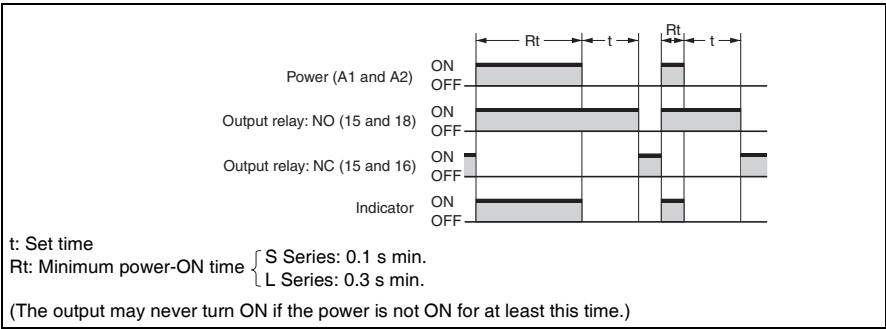 Rt t Rt t
Power (A1 and A2) ON
OFF
Output relay: NO (15 and 18) ON
OFF
Output relay: NC (15 and 16) ON
OFF
Indicator ON
OFF
t: Set time
Rt: Minimum power-ON time { S Series: 0.1 s min.
L Series: 0.3 s min.
(The output may never turn ON if the power is not ON for at least this time.)